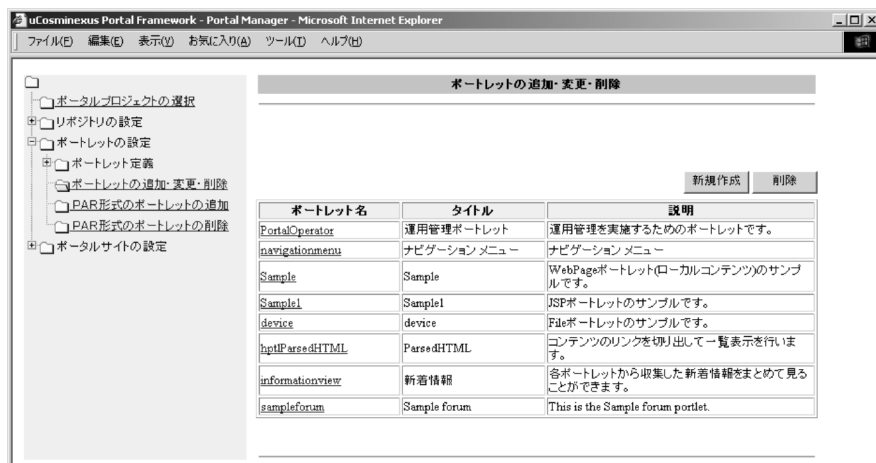 uCosminexus Portal Framework - Portal Manager - Microsoft Internet Explorer
ファイル(F) 編集(E) 表示(V) お気に入り(A) ツール(T) ヘルプ(H)
ポータルプロジェクトの選択
リポジトリの設定
ポートレットの設定
ポートレット定義
ポートレットの追加・変更・削除
PAR形式のポートレットの追加
PAR形式のポートレットの削除
ポータルサイトの設定
ポートレットの追加・変更・削除
新規作成 削除
ポートレット名 タイトル 説明
PortalOperator 運用管理ポートレット 運用管理を実施するためのポートレットです。
navigationmenu ナビゲーション メニュー ナビゲーション メニュー
Sample Sample WebPageポートレット(ローカルコンテンツ)のサンプ
ルです。
Sample1 Sample1 JSPポートレットのサンプルです。
device device Fileポートレットのサンプルです。
hptlParsedHTML ParsedHTML コンテンツのリンクを切り出して一覧表示を行いま
す。
informationview 新着情報 各ポートレットから収集した新着情報をまとめて見る
ことができます。
sampleforum Sample forum This is the Sample forum portlet.